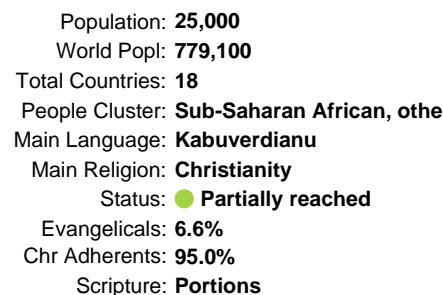 Population: 25,000
World Popl: 779,100
Total Countries: 18
People Cluster: Sub-Saharan African, othe
Main Language: Kabuverdianu
Main Religion: Christianity
Status: Partially reached
Evangelicals: 6.6%
Chr Adherents: 95.0%
Scripture: Portions